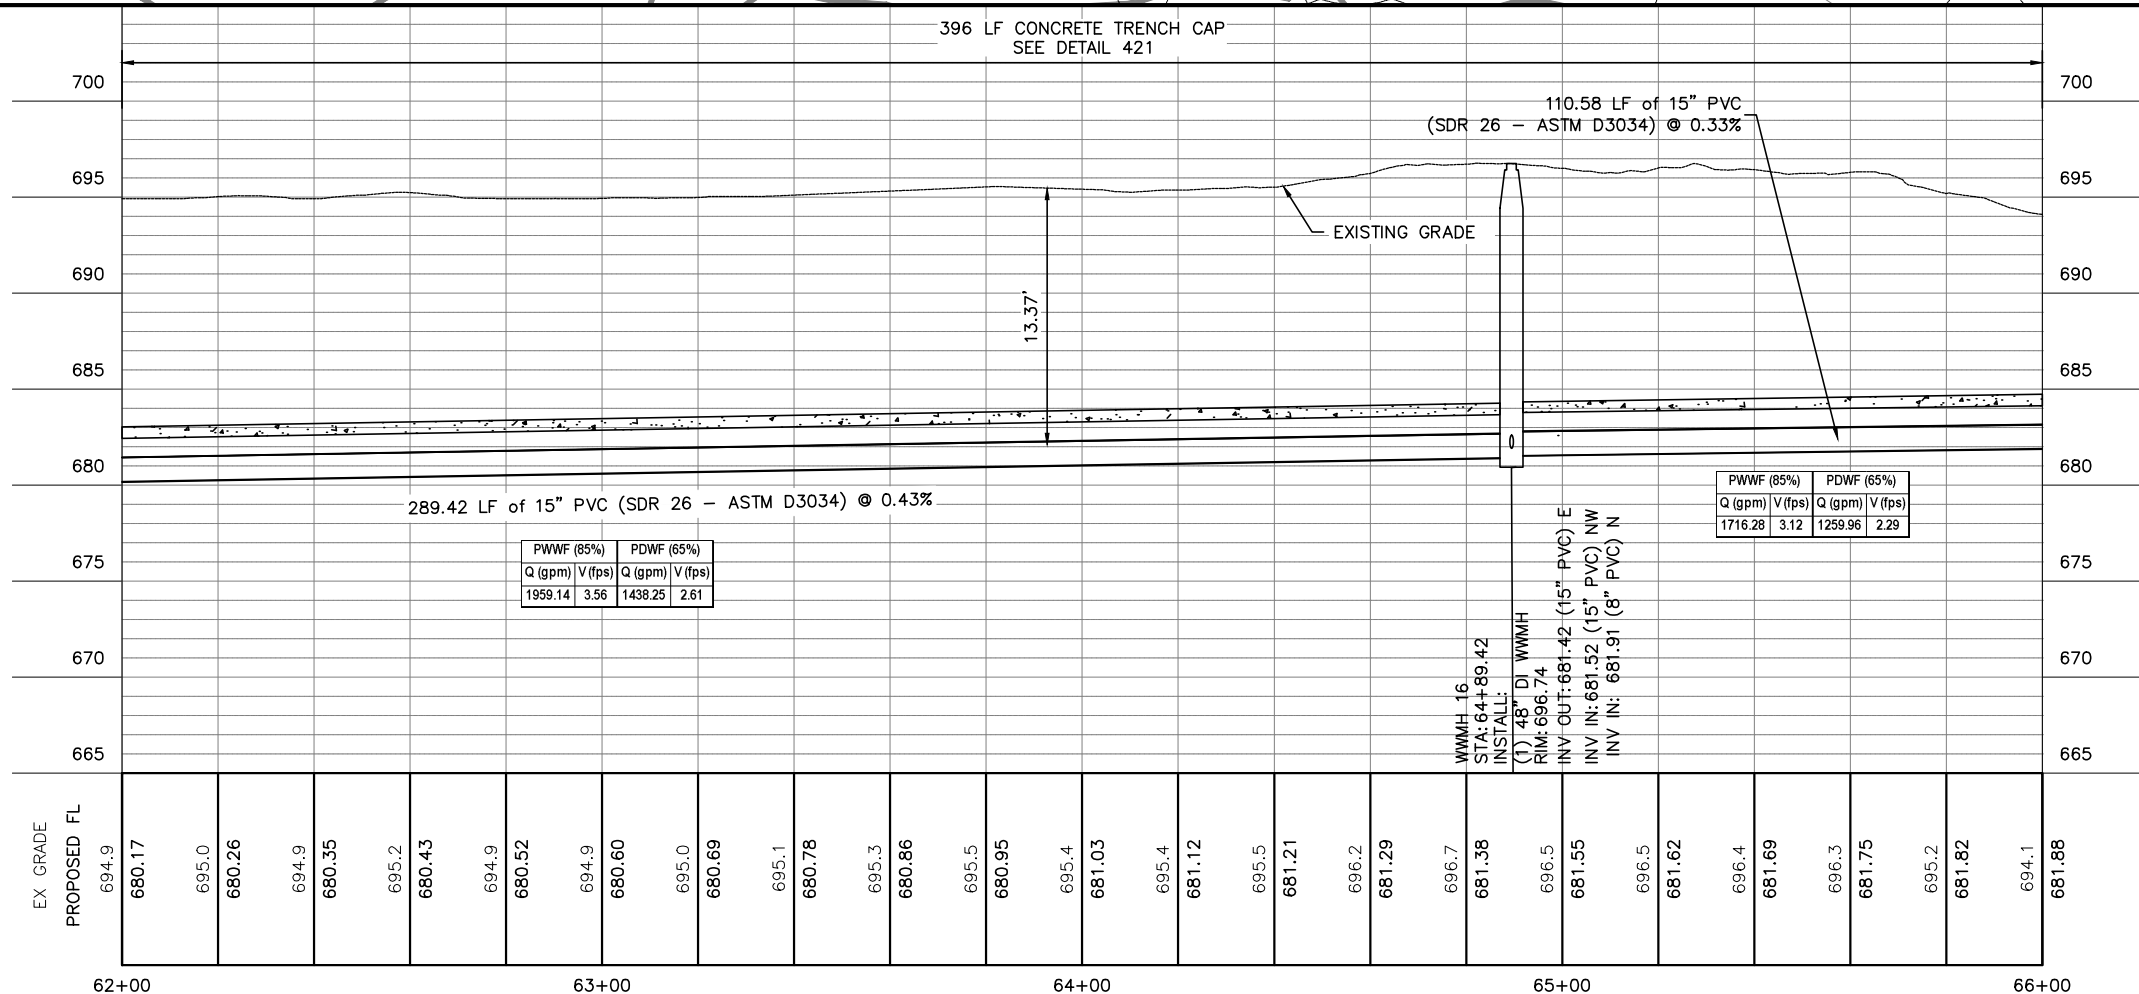 396 LF CONCRETE TRENCH CAP
SEE DETAIL 421
700
700
110.58 LF of 15" PVC
(SDR 26 - ASTM D3034) @ 0.33%
695
695
EXISTING GRADE
690
690
13.37'
685
685
680
680
289.42 LF of 15" PVC (SDR 26 - ASTM D3034) @ 0.43%
PWWF (85%) PDWF (65%)
Q (gpm) V (fps) Q (gpm) V (fps)
1716.28 3.12 1259.96 2.29
675
675
PWWF (85%) PDWF (65%)
Q (gpm) V (fps) Q (gpm) V (fps)
1959.14 3.56 1438.25 2.61
670
670
665
665
WWMH 16
STA: 64+89.42
INSTALL:
(1) 48" DI WWMH
RIM: 696.74
INV OUT: 681.42 (15" PVC) E
INV IN: 681.52 (15" PVC) NW
INV IN: 681.91 (8" PVC) N
EX GRADE
PROPOSED FL
694.9
680.17
695.0
680.26
694.9
680.35
695.2
680.43
694.9
680.52
694.9
680.60
695.0
680.69
695.1
680.78
695.3
680.86
695.5
680.95
695.4
681.03
695.4
681.12
695.5
681.21
696.2
681.29
696.7
681.38
696.5
681.55
696.5
681.62
696.4
681.69
696.3
681.75
695.2
681.82
694.1
681.88
62+00
63+00
64+00
65+00
66+00